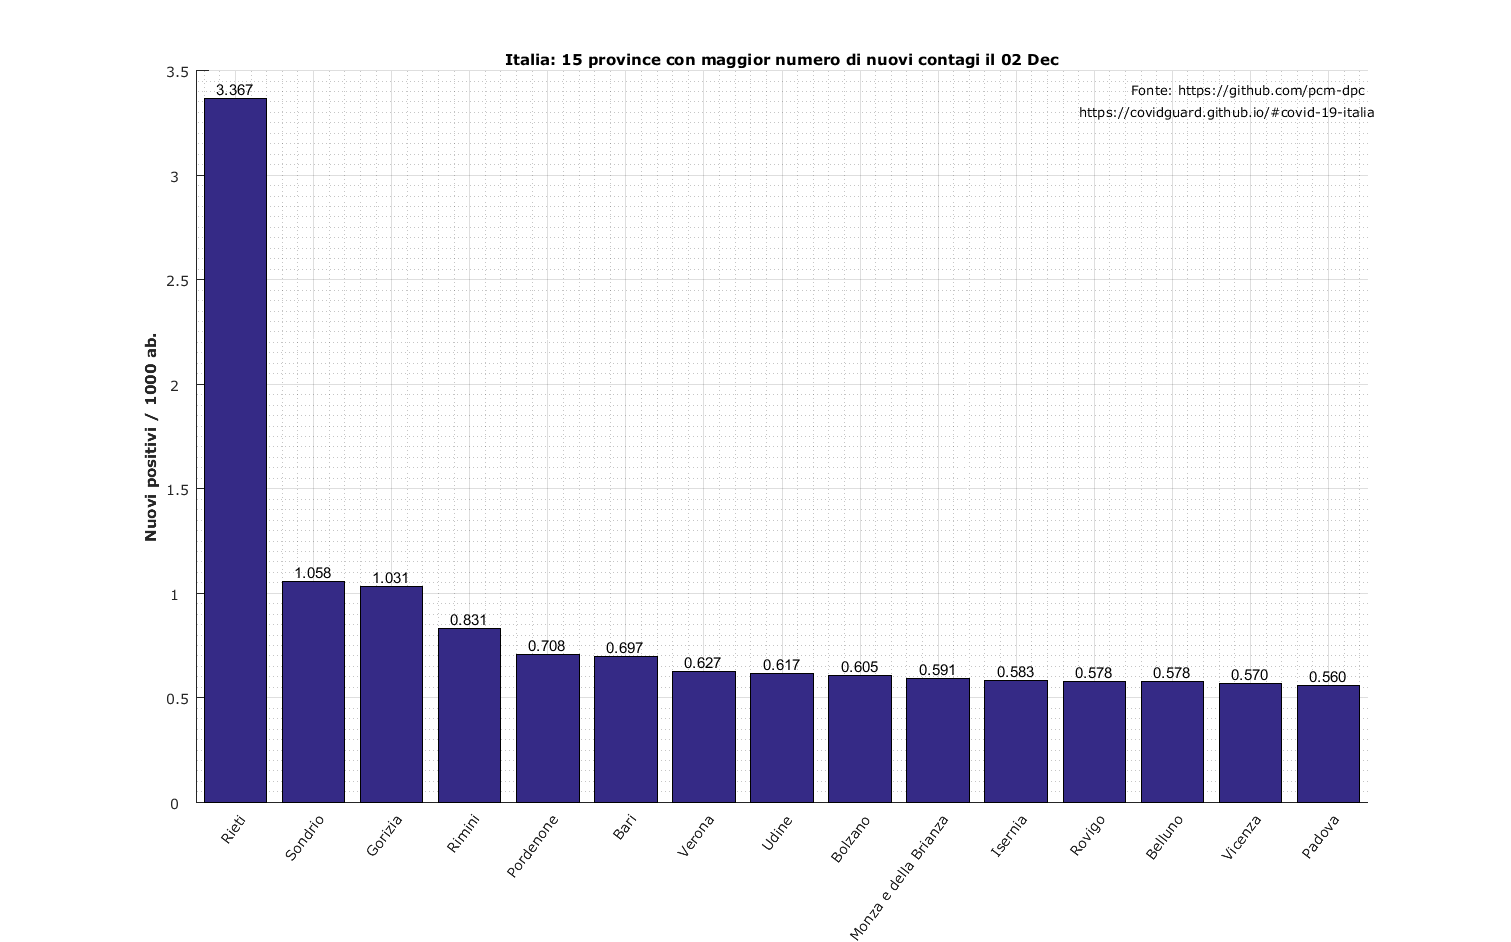 Italia: 15 province con maggior numero di nuovi contagi il 02 Dec
Fonte: https://github.com/pcm-dpc
https://covidguard.github.io/#covid-19-italia
Nuovi positivi / 1000 ab.
3.5
3
2.5
2
1.5
1
0.5
0
3.367
1.058
1.031
0.831
0.708
0.697
0.627
0.617
0.605
0.591
0.583
0.578
0.578
0.570
0.560
Rieti
Sondrio
Gorizia
Rimini
Pordenone
Bari
Verona
Udine
Bolzano
Monza e della Brianza
Isernia
Rovigo
Belluno
Vicenza
Padova